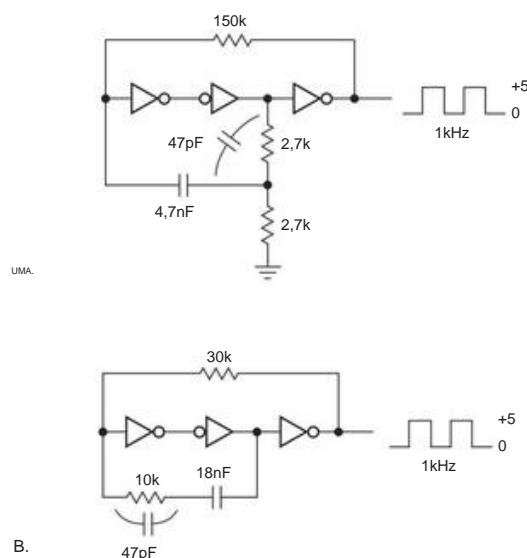 150k
+5
0
1kHz
47pF
2,7k
4,7nF
2,7k
UMA.
30k
+5
0
1kHz
10k
18nF
47pF
B.